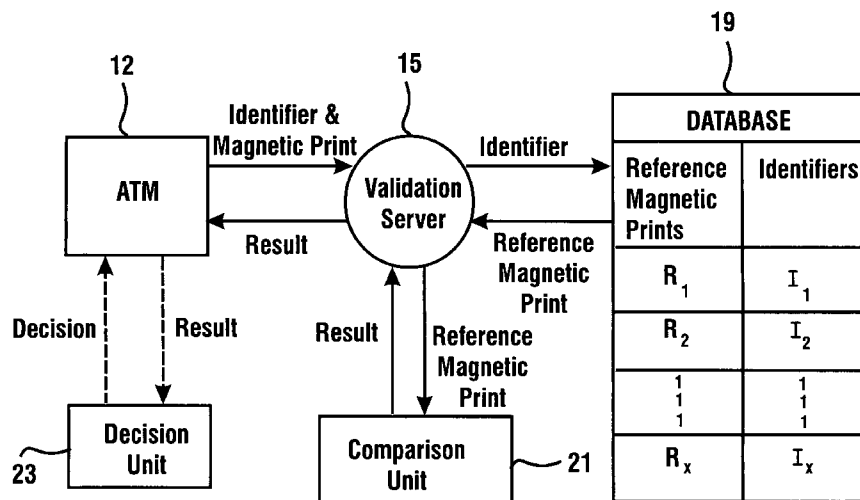 12
15
19
Identifier &
Magnetic Print
Identifier
ATM
Validation
Server
Result
Reference
Magnetic
Print
DATABASE
Reference
Magnetic
Prints
Identifiers
R1
I1
R2
I2
1
1
1
1
1
1
Rx
Ix
Decision
Result
Result
Reference
Magnetic
Print
Decision
Unit
23
Comparison
Unit
21